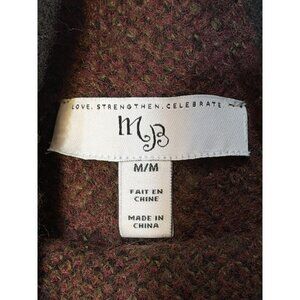 LOVE. STRENGTHEN. CELEBRATE
MB
M/M
FAIT EN
CHINE
MADE IN
CHINA